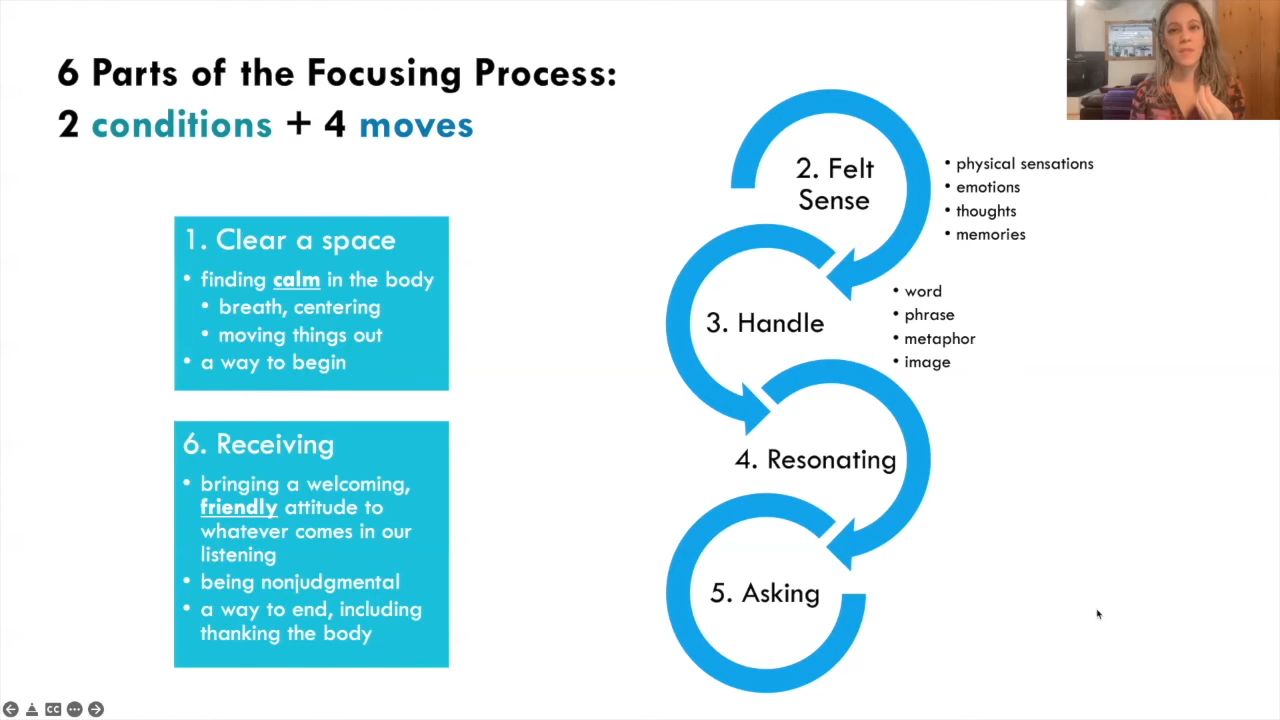 6 Parts of the Focusing Process:
2 conditions + 4 moves
1. Clear a space
• finding calm in the body
• breath, centering
• moving things out
• a way to begin
6. Receiving
• bringing a welcoming,
friendly attitude to
whatever comes in our
listening
• being nonjudgmental
• a way to end, including
thanking the body
2. Felt
Sense
• physical sensations
• emotions
• thoughts
• memories
3. Handle
• word
• phrase
• metaphor
• image
4. Resonating
5. Asking
CC